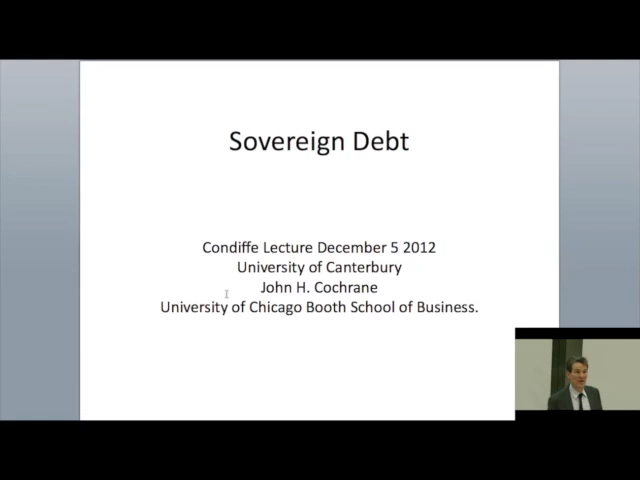 Sovereign Debt
Condiffe Lecture December 5 2012
University of Canterbury
John H. Cochrane
University of Chicago Booth School of Business.